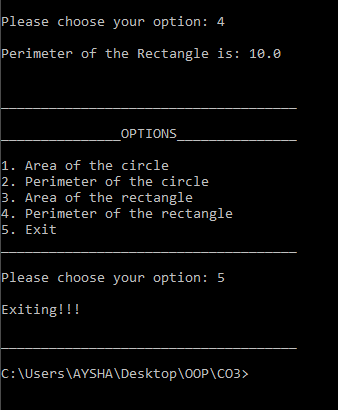 Please choose your option: 4
Perimeter of the Rectangle is: 10.0
_____________________________________
_______________OPTIONS_______________
1. Area of the circle
2. Perimeter of the circle
3. Area of the rectangle
4. Perimeter of the rectangle
5. Exit
_____________________________________
Please choose your option: 5
Exiting!!!
_____________________________________
C:\Users\AYSHA\Desktop\OOP\CO3>